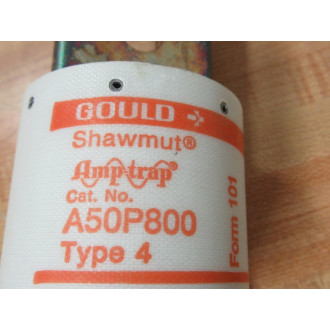 GOULD
Shawmut®
Amp-trap®
Cat. No.
A50P800
Type 4
Form 101